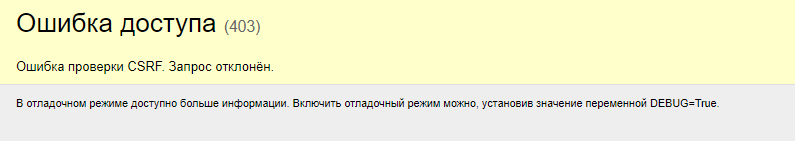 Ошибка доступа (403)
Ошибка проверки CSRF. Запрос отклонён.
В отладочном режиме доступно больше информации. Включить отладочный режим можно, установив значение переменной DEBUG=True.